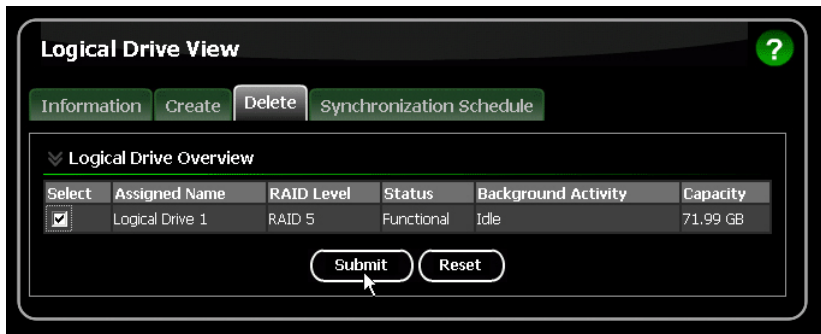 Logical Drive View
?
Information Create Delete Synchronization Schedule
Logical Drive Overview
Select Assigned Name RAID Level Status Background Activity Capacity
Logical Drive 1 RAID 5 Functional Idle 71.99 GB
Submit Reset